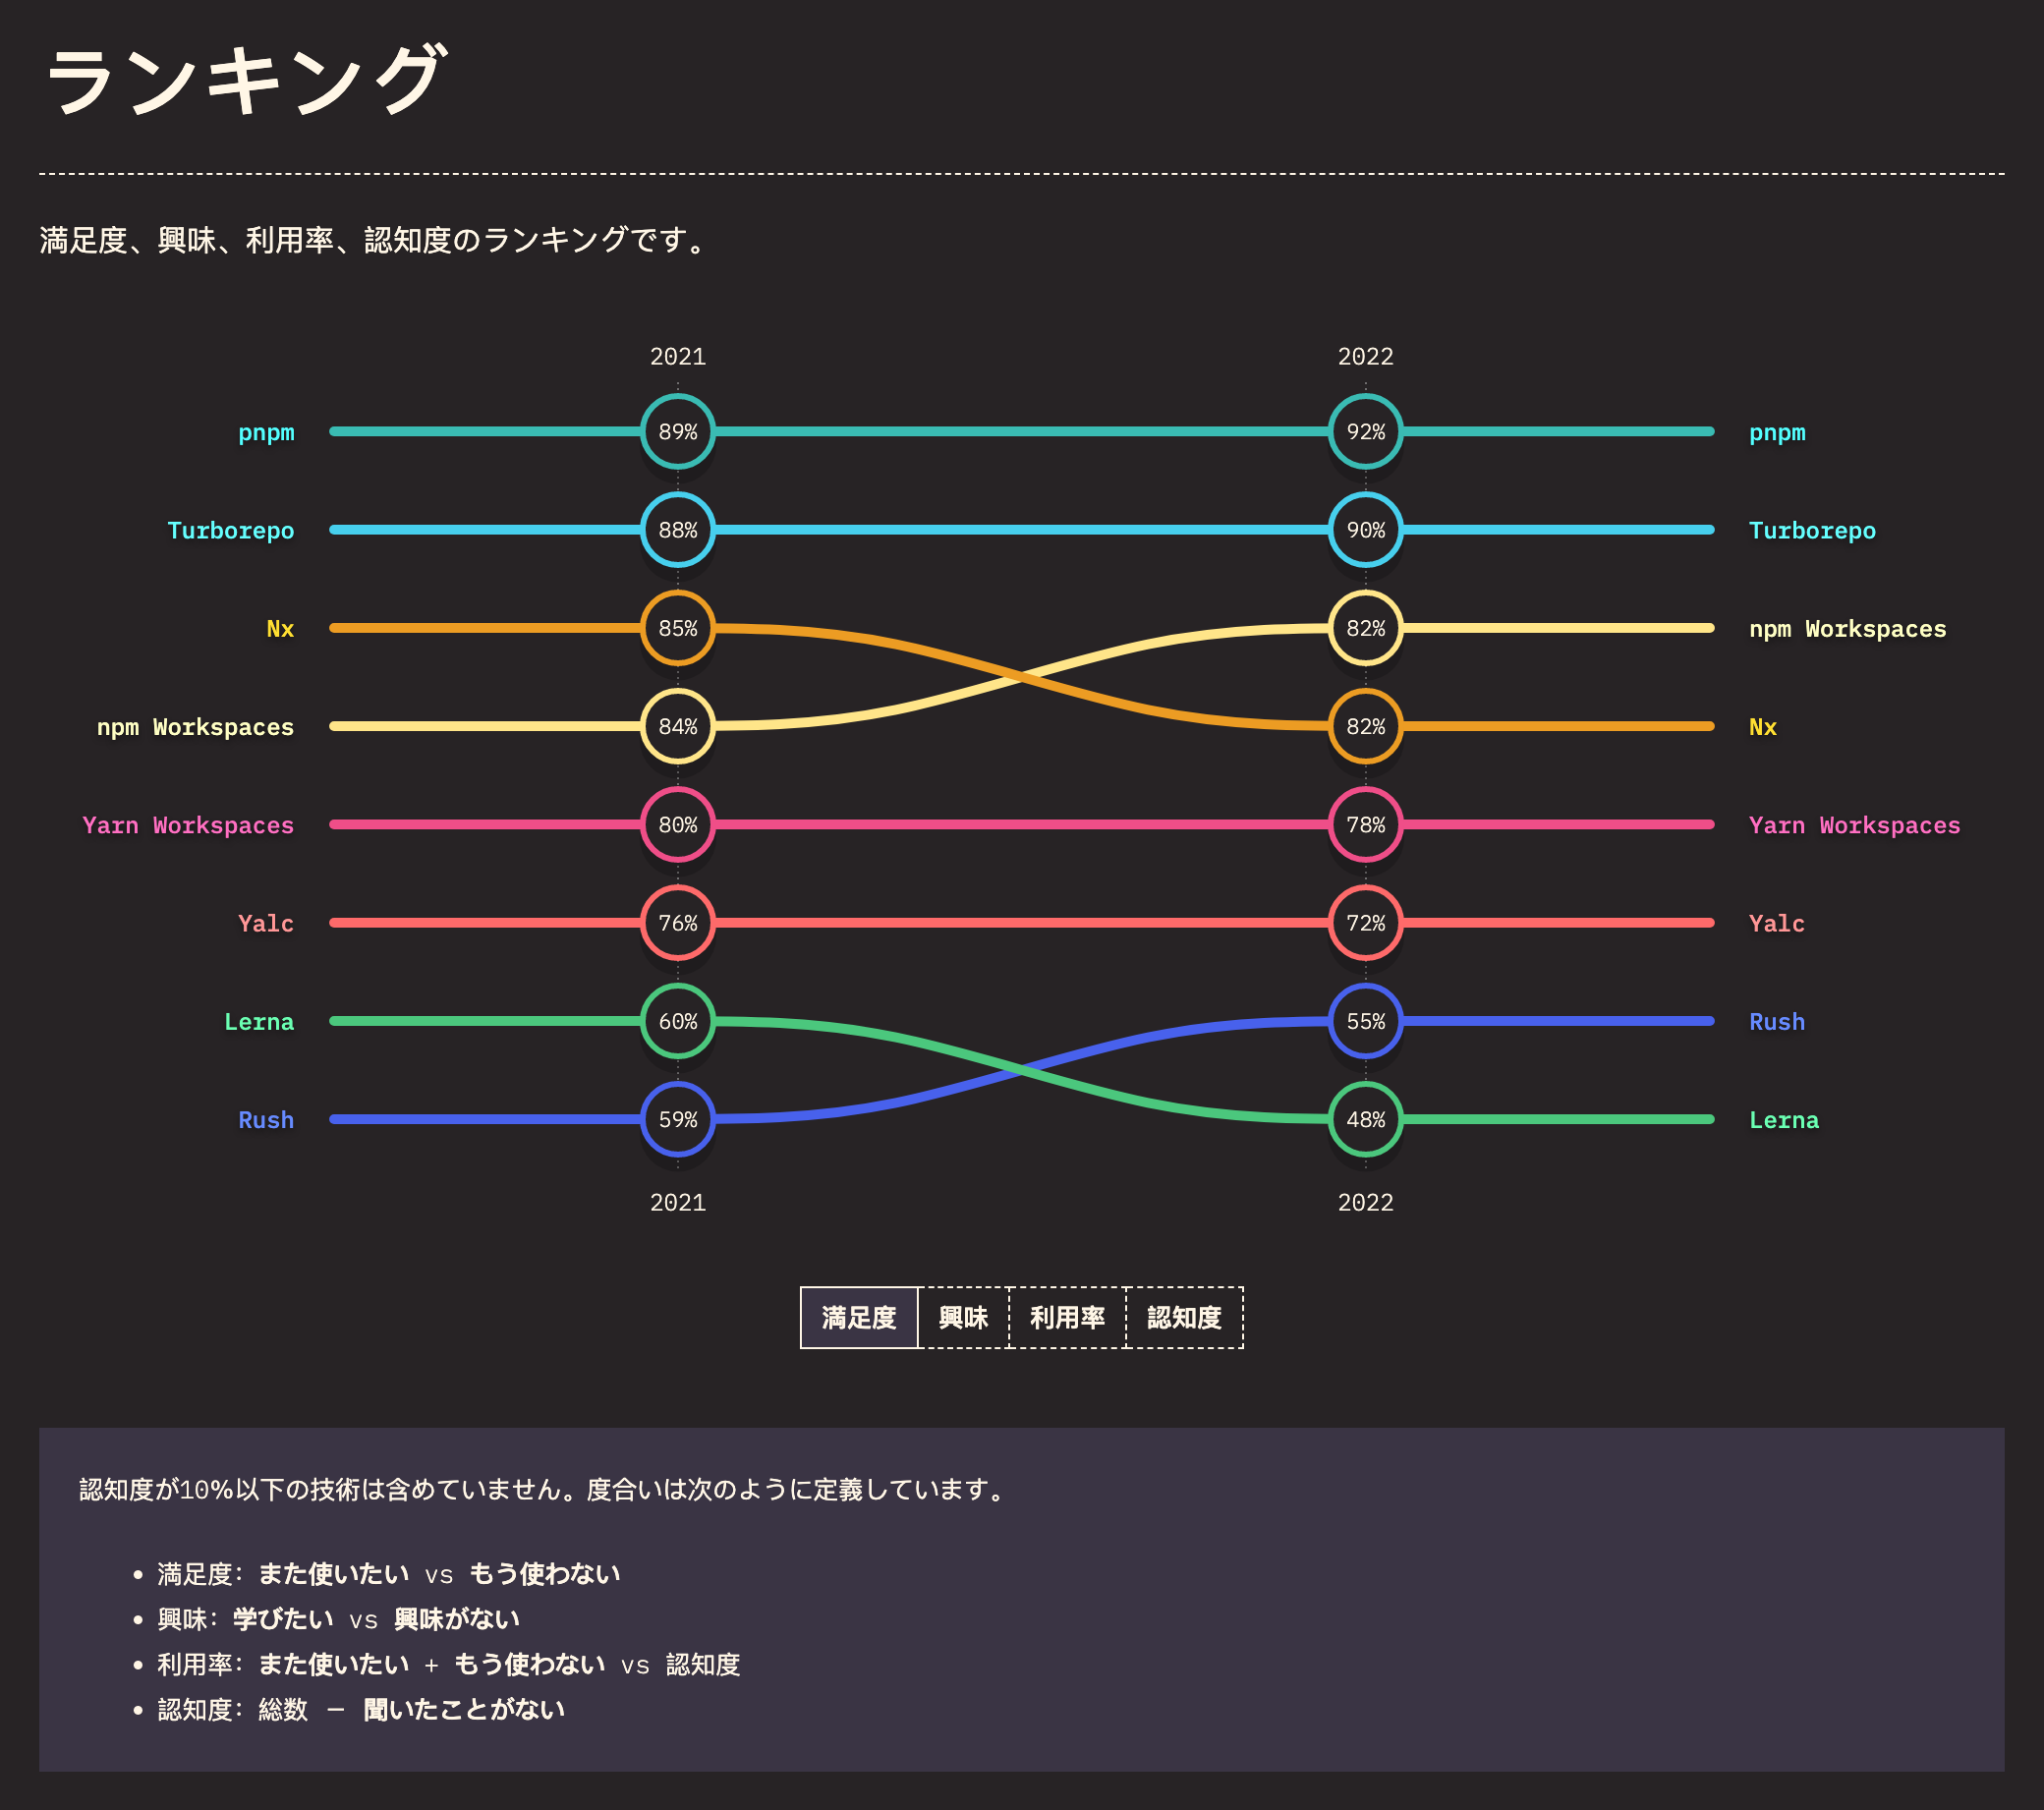 ランキング
満足度、興味、利用率、認知度のランキングです。
2021 2022
pnpm 89% 92% pnpm
Turborepo 88% 90% Turborepo
Nx 85% 82% npm Workspaces
npm Workspaces 84% 82% Nx
Yarn Workspaces 80% 78% Yarn Workspaces
Yalc 76% 72% Yalc
Lerna 60% 55% Rush
Rush 59% 48% Lerna
2021 2022
満足度 興味 利用率 認知度
認知度が10%以下の技術は含めていません。度合いは次のように定義しています。
• 満足度: また使いたい vs もう使わない
• 興味: 学びたい vs 興味がない
• 利用率: また使いたい + もう使わない vs 認知度
• 認知度: 総数 − 聞いたことがない